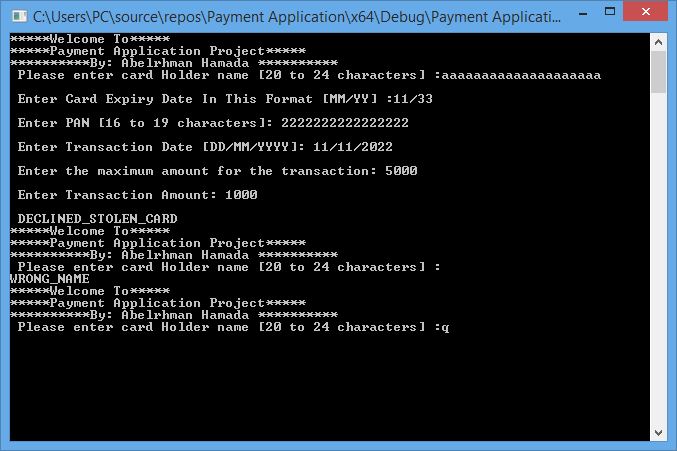 C:\Users\PC\source\repos\Payment Application\x64\Debug\Payment Applicati...
*****Welcome To*****
*****Payment Application Project*****
**********By: Abelrhman Hamada **********
Please enter card Holder name [20 to 24 characters] :aaaaaaaaaaaaaaaaaaaa
Enter Card Expiry Date In This Format [MM/YY] :11/33
Enter PAN [16 to 19 characters]: 2222222222222222
Enter Transaction Date [DD/MM/YYYY]: 11/11/2022
Enter the maximum amount for the transaction: 5000
Enter Transaction Amount: 1000
DECLINED_STOLEN_CARD
*****Welcome To*****
*****Payment Application Project*****
**********By: Abelrhman Hamada **********
Please enter card Holder name [20 to 24 characters] :
WRONG_NAME
*****Welcome To*****
*****Payment Application Project*****
**********By: Abelrhman Hamada **********
Please enter card Holder name [20 to 24 characters] :q